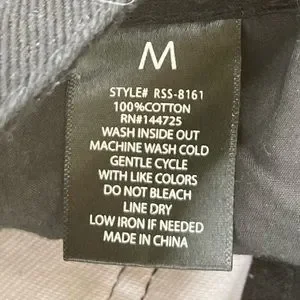 M
STYLE# RSS-8161
100%COTTON
RN#144725
WASH INSIDE OUT
MACHINE WASH COLD
GENTLE CYCLE
WITH LIKE COLORS
DO NOT BLEACH
LINE DRY
LOW IRON IF NEEDED
MADE IN CHINA